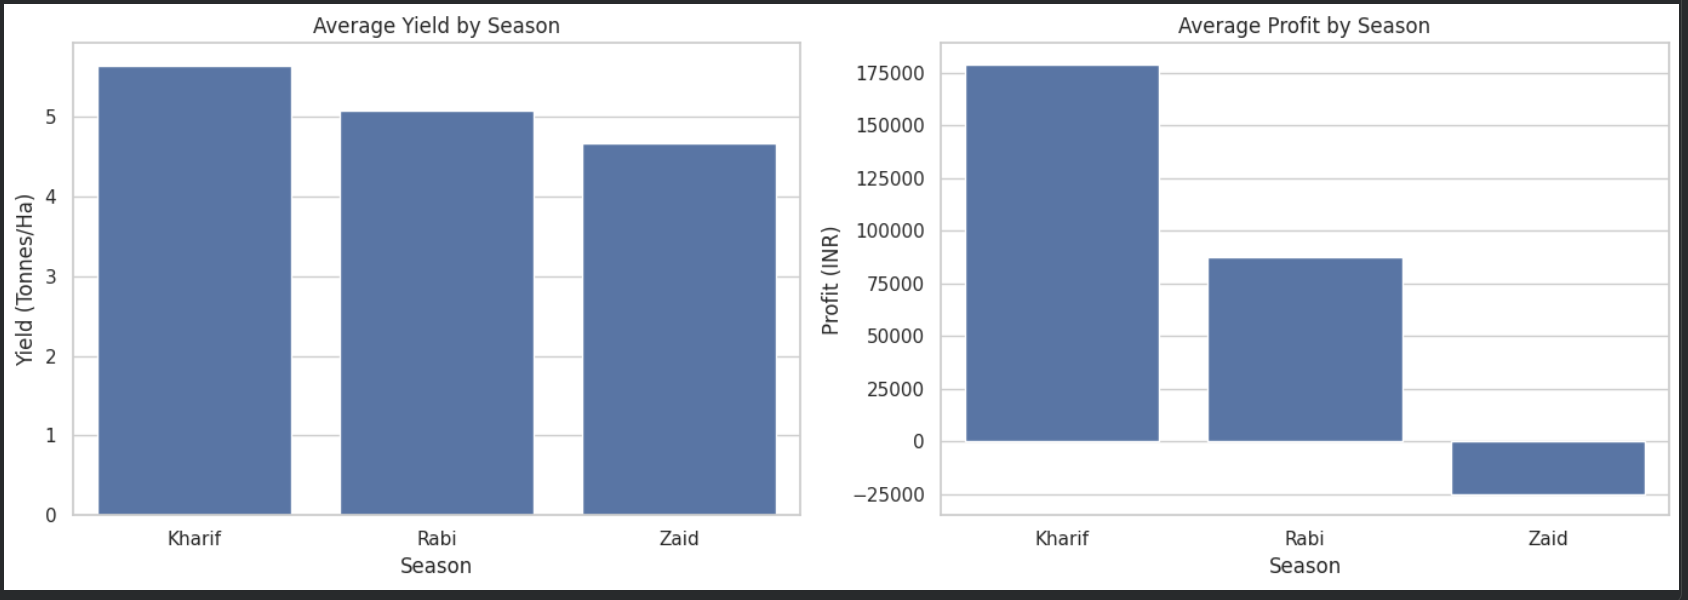 Average Yield by Season
Yield (Tonnes/Ha)
5
4
3
2
1
0
Kharif Rabi Zaid
Season
Average Profit by Season
Profit (INR)
175000
150000
125000
100000
75000
50000
25000
0
−25000
Kharif Rabi Zaid
Season